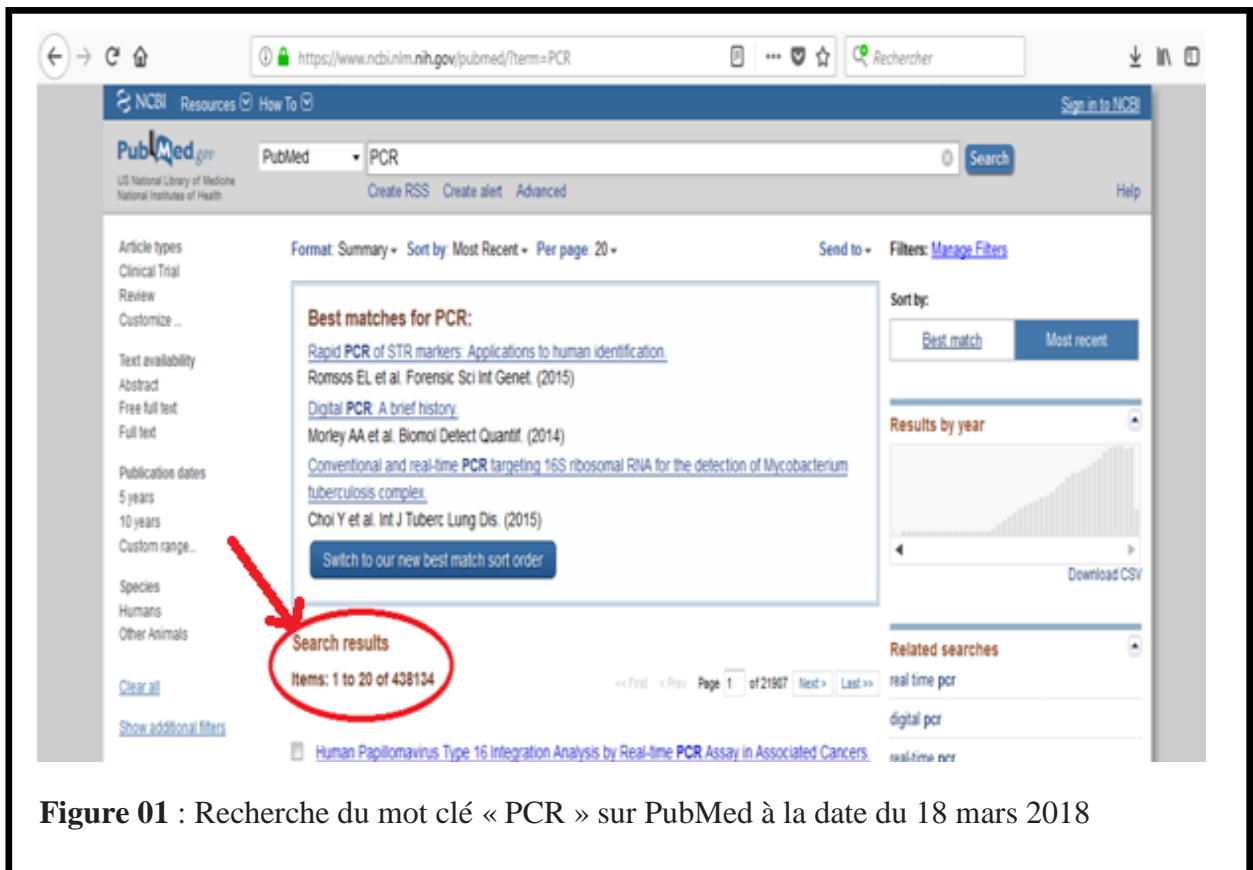 https://www.ncbi.nlm.nih.gov/pubmed/?term=PCR
Rechercher
NCBI Resources How To
Sign in to NCBI
PubMed.gov
US National Library of Medicine
National Institutes of Health
PubMed
PCR
Search
Create RSS Create alert Advanced
Help
Article types
Clinical Trial
Review
Customize ...
Text availability
Abstract
Free full text
Full text
Publication dates
5 years
10 years
Custom range...
Species
Humans
Other Animals
Clear all
Show additional filters
Format: Summary Sort by: Most Recent Per page: 20
Send to
Best matches for PCR:
Rapid PCR of STR markers: Applications to human identification.
Romsos EL et al. Forensic Sci Int Genet. (2015)
Digital PCR: A brief history.
Morley AA et al. Biomol Detect Quantif. (2014)
Conventional and real-time PCR targeting 16S ribosomal RNA for the detection of Mycobacterium
tuberculosis complex.
Choi Y et al. Int J Tuberc Lung Dis. (2015)
Switch to our new best match sort order
Search results
Items: 1 to 20 of 438134
<< First < Prev Page 1 of 21907 Next > Last >>
Human Papillomavirus Type 16 Integration Analysis by Real-time PCR Assay in Associated Cancers.
Filters: Manage Filters
Sort by:
Best match Most recent
Results by year
Download CSV
Related searches
real time pcr
digital pcr
real-time pcr
Figure 01 : Recherche du mot clé « PCR » sur PubMed à la date du 18 mars 2018